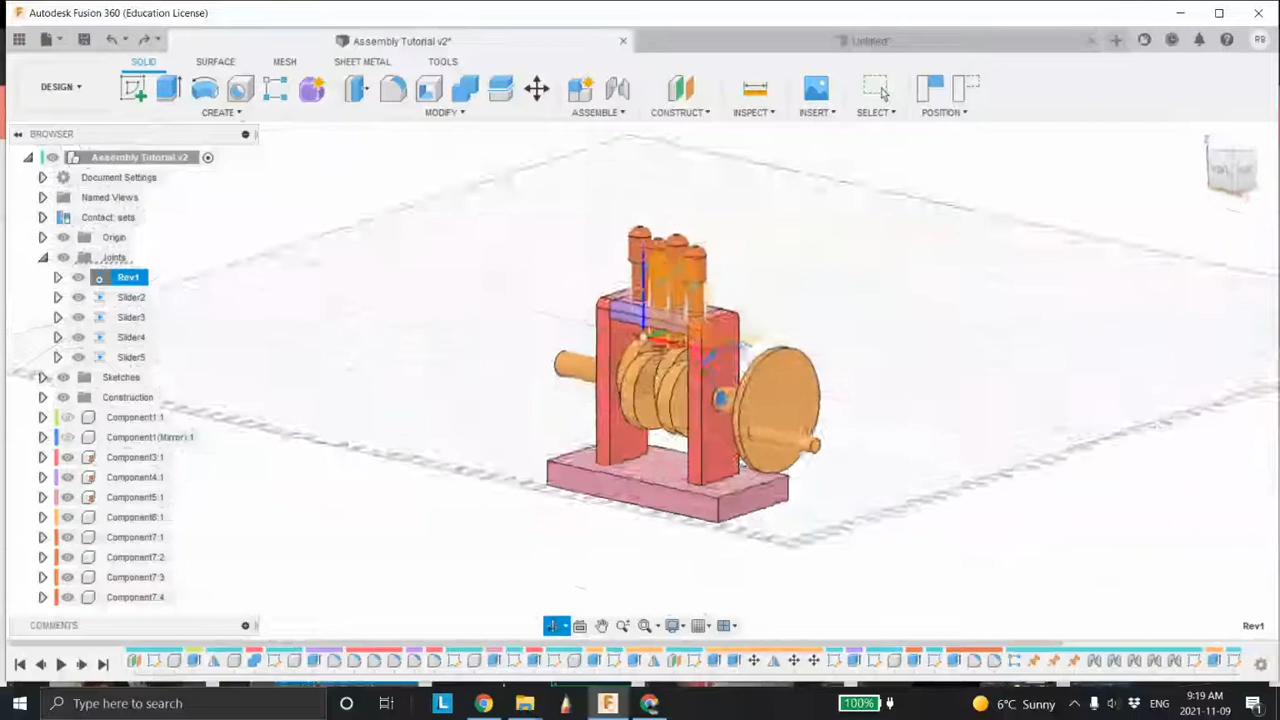 Autodesk Fusion 360 (Education License)
Assembly Tutorial v2*
Untitled*
RB
SOLID SURFACE MESH SHEET METAL TOOLS
DESIGN
CREATE MODIFY ASSEMBLE CONSTRUCT INSPECT INSERT SELECT POSITION
BROWSER
Assembly Tutorial v2
Document Settings
Named Views
Contact: sets
Origin
Joints
Rev1
Slider2
Slider3
Slider4
Slider5
Sketches
Construction
Component1:1
Component1(Mirror):1
Component3:1
Component4:1
Component5:1
Component6:1
Component7:1
Component7:2
Component7:3
Component7:4
COMMENTS
Rev1
Type here to search
L
100%
6°C Sunny
ENG
9:19 AM
2021-11-09
1